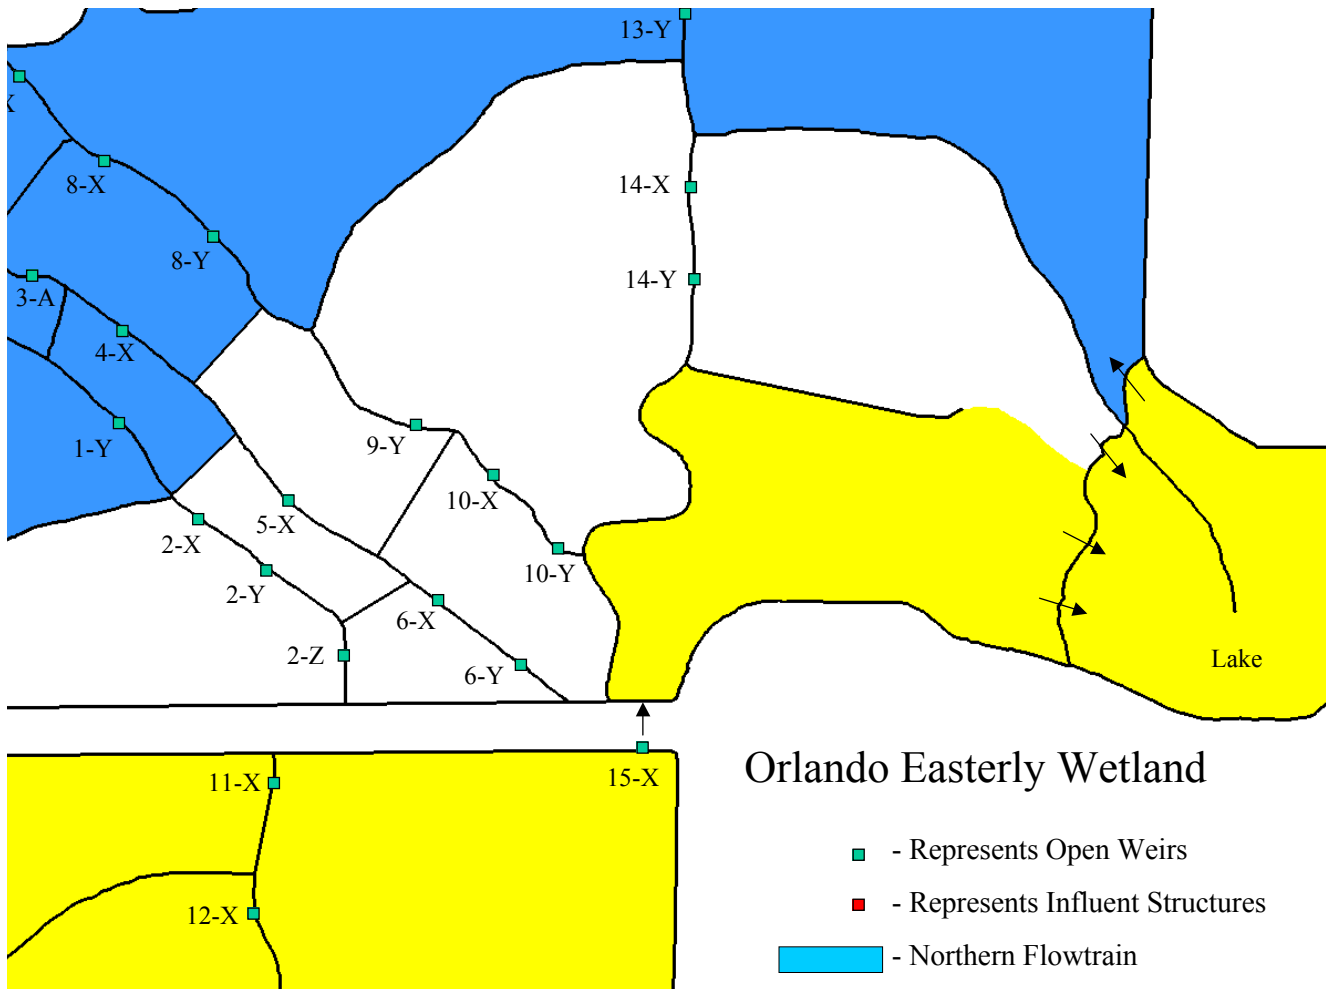 13-Y
X
8-X
14-X
8-Y
14-Y
3-A
4-X
1-Y
9-Y
10-X
5-X
2-X
10-Y
2-Y
6-X
2-Z
6-Y
Lake
Orlando Easterly Wetland
11-X
15-X
12-X
- Represents Open Weirs
- Represents Influent Structures
- Northern Flowtrain